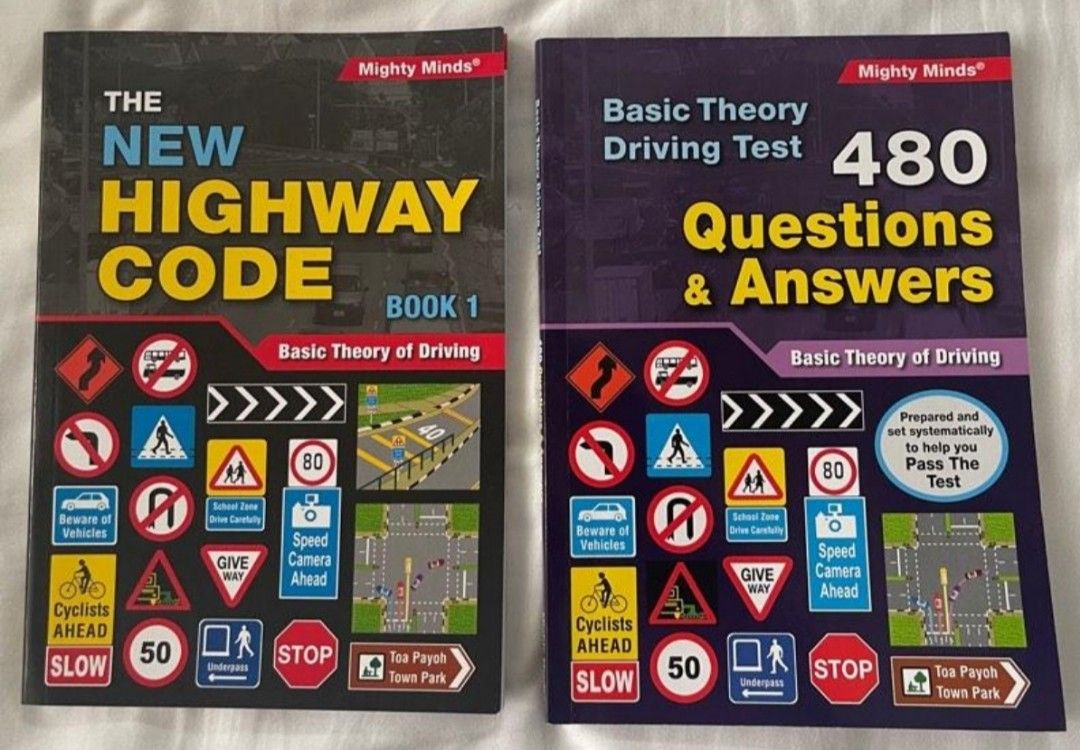 Mighty Minds®
THE
NEW
HIGHWAY
CODE
BOOK 1
Basic Theory of Driving
40
80
Beware of
Vehicles
School Zone
Drive Carefully
Speed
Camera
Ahead
GIVE
WAY
Cyclists
AHEAD
SLOW
50
Underpass
STOP
Toa Payoh
Town Park
Mighty Minds®
Basic Theory
Driving Test
480
Questions
& Answers
Basic Theory of Driving
Prepared and
set systematically
to help you
Pass The
Test
80
Beware of
Vehicles
School Zone
Drive Carefully
Speed
Camera
Ahead
GIVE
WAY
Cyclists
AHEAD
SLOW
50
Underpass
STOP
Toa Payoh
Town Park